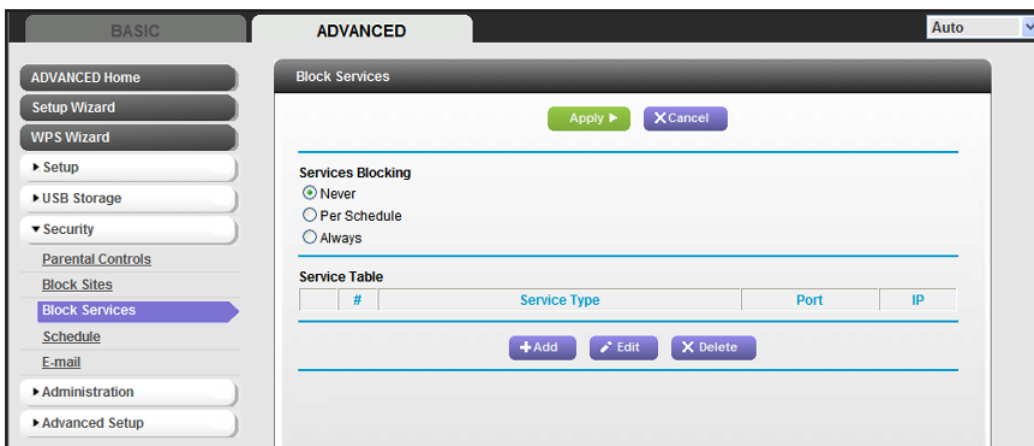 BASIC
ADVANCED
Auto
ADVANCED Home
Setup Wizard
WPS Wizard
Setup
USB Storage
Security
Parental Controls
Block Sites
Block Services
Schedule
E-mail
Administration
Advanced Setup
Block Services
Apply
Cancel
Services Blocking
Never
Per Schedule
Always
Service Table
# Service Type Port IP
Add
Edit
Delete